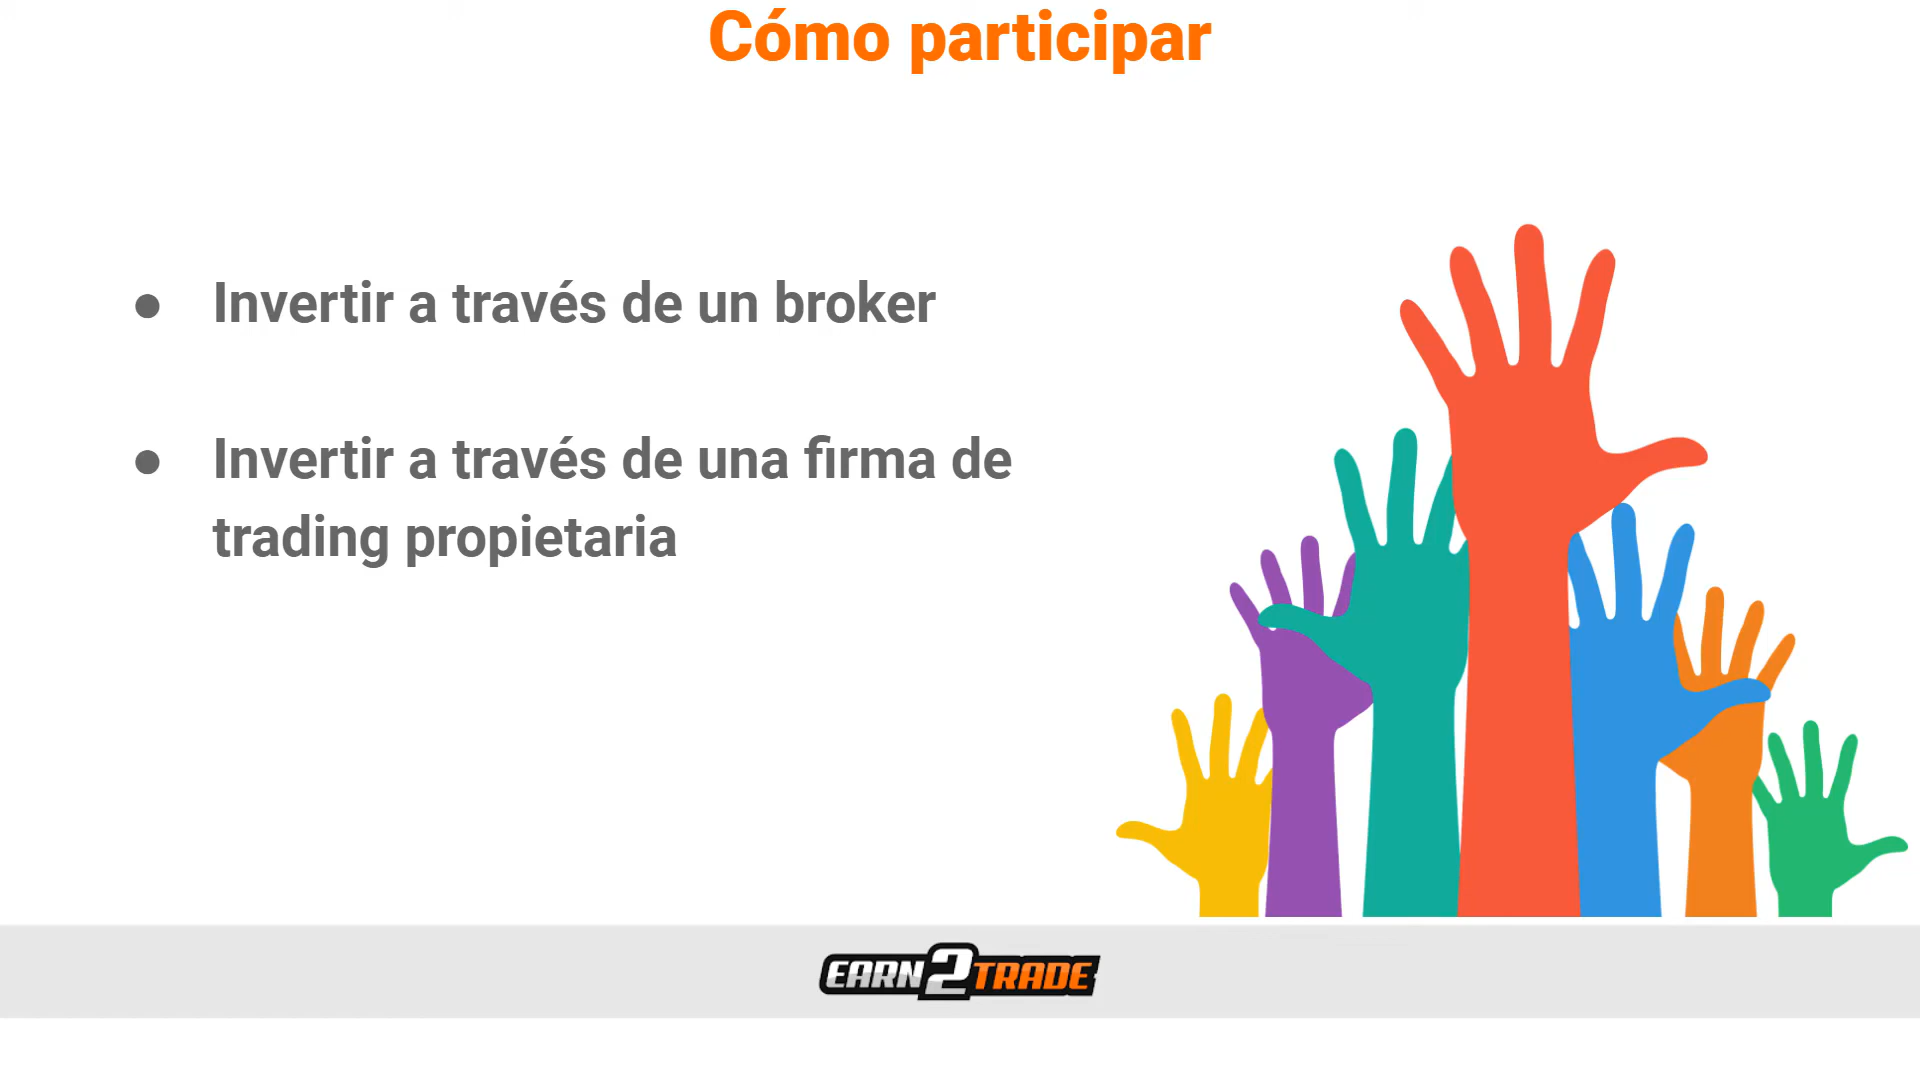 Cómo participar
● Invertir a través de un broker
● Invertir a través de una firma de
trading propietaria
EARN2TRADE